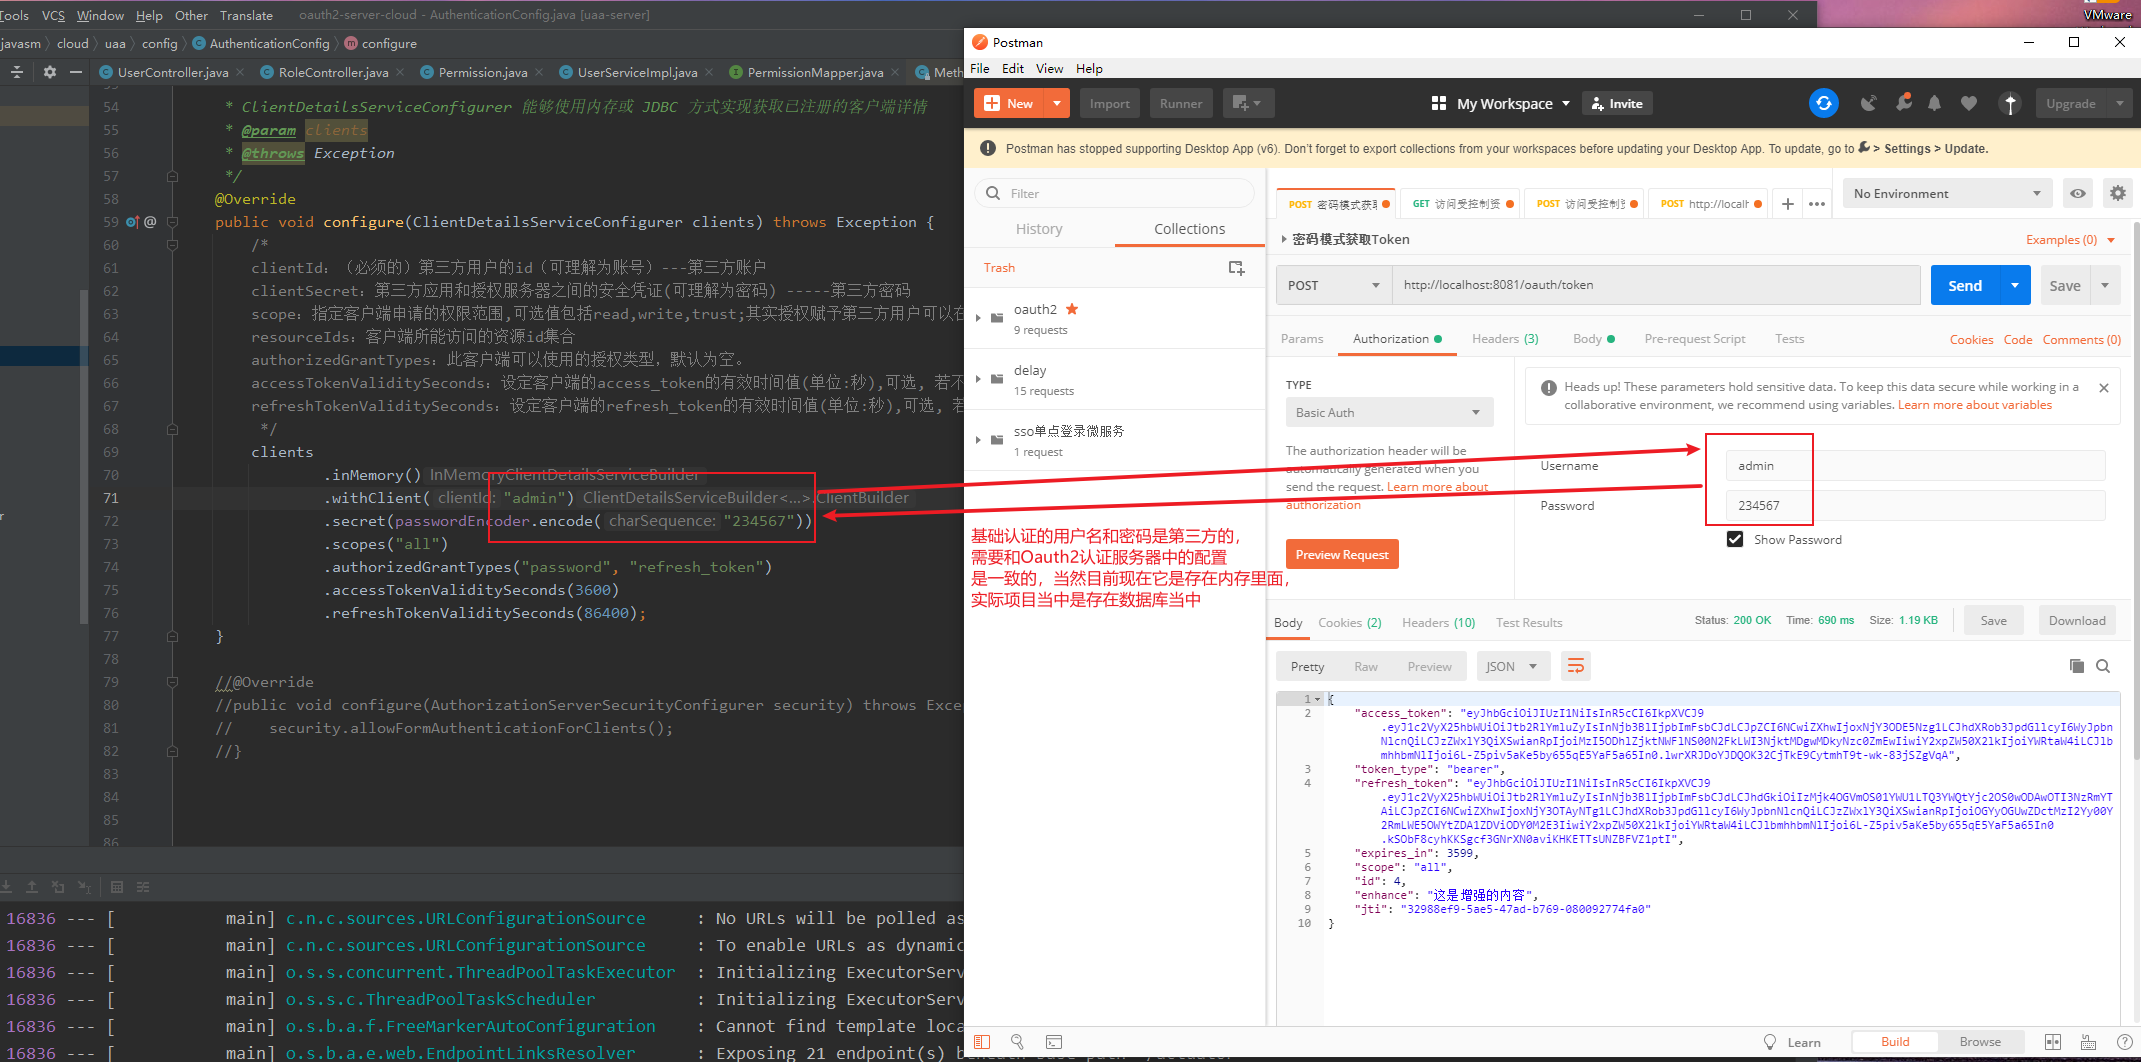 Tools VCS Window Help Other Translate oauth2-server-cloud - AuthenticationConfig.java [uaa-server]
javasm cloud uaa config AuthenticationConfig configure
UserController.java RoleController.java Permission.java UserServiceImpl.java PermissionMapper.java Meth
54 * ClientDetailsServiceConfigurer 能够使用内存或 JDBC 方式实现获取已注册的客户端详情
55 * @param clients
56 * @throws Exception
57 */
58 @Override
59 public void configure(ClientDetailsServiceConfigurer clients) throws Exception {
60 /*
61 clientId：（必须的）第三方用户的id（可理解为账号）---第三方账户
62 clientSecret：第三方应用和授权服务器之间的安全凭证(可理解为密码) -----第三方密码
63 scope：指定客户端申请的权限范围,可选值包括read,write,trust;其实授权赋予第三方用户可以在
64 resourceIds：客户端所能访问的资源id集合
65 authorizedGrantTypes：此客户端可以使用的授权类型，默认为空。
66 accessTokenValiditySeconds：设定客户端的access_token的有效时间值(单位:秒),可选, 若不
67 refreshTokenValiditySeconds：设定客户端的refresh_token的有效时间值(单位:秒),可选, 若
68 */
69 clients
70 .inMemory() InMemoryClientDetailsServiceBuilder
71 .withClient( clientId: "admin") ClientDetailsServiceBuilder<...>.ClientBuilder
72 .secret(passwordEncoder.encode( charSequence: "234567"))
73 .scopes("all")
74 .authorizedGrantTypes("password", "refresh_token")
75 .accessTokenValiditySeconds(3600)
76 .refreshTokenValiditySeconds(86400);
77 }
78
79 //@Override
80 //public void configure(AuthorizationServerSecurityConfigurer security) throws Exce
81 // security.allowFormAuthenticationForClients();
82 //}
83
84
85
86
16836 --- [ main] c.n.c.sources.URLConfigurationSource : No URLs will be polled as
16836 --- [ main] c.n.c.sources.URLConfigurationSource : To enable URLs as dynamic
16836 --- [ main] o.s.s.concurrent.ThreadPoolTaskExecutor : Initializing ExecutorServ
16836 --- [ main] o.s.s.c.ThreadPoolTaskScheduler : Initializing ExecutorServ
16836 --- [ main] o.s.b.a.f.FreeMarkerAutoConfiguration : Cannot find template loca
16836 --- [ main] o.s.b.a.e.web.EndpointLinksResolver : Exposing 21 endpoint(s) b
VMware
Postman
File Edit View Help
New Import Runner My Workspace Invite Upgrade
Postman has stopped supporting Desktop App (v6). Don't forget to export collections from your workspaces before updating your Desktop App. To update, go to > Settings > Update.
Filter
History Collections
Trash
oauth2
9 requests
delay
15 requests
sso单点登录微服务
1 request
POST 密码模式获取 GET 访问受控制资 POST 访问受控制资 POST http://localh No Environment
密码模式获取Token Examples (0)
POST http://localhost:8081/oauth/token Send Save
Params Authorization Headers (3) Body Pre-request Script Tests Cookies Code Comments (0)
TYPE
Basic Auth
The authorization header will be
automatically generated when you
send the request. Learn more about
authorization
Preview Request
Heads up! These parameters hold sensitive data. To keep this data secure while working in a
collaborative environment, we recommend using variables. Learn more about variables
Username admin
Password 234567
Show Password
基础认证的用户名和密码是第三方的，
需要和Oauth2认证服务器中的配置
是一致的，当然目前现在它是存在内存里面，
实际项目当中是存在数据库当中
Body Cookies (2) Headers (10) Test Results Status: 200 OK Time: 690 ms Size: 1.19 KB Save Download
Pretty Raw Preview JSON
1 {
2 "access_token": "eyJhbGciOiJIUzI1NiIsInR5cCI6IkpXVCJ9
3 "token_type": "bearer",
4 "refresh_token": "eyJhbGciOiJIUzI1NiIsInR5cCI6IkpXVCJ9
5 "expires_in": 3599,
6 "scope": "all",
7 "id": 4,
8 "enhance": "这是增强的内容",
9 "jti": "32988ef9-5ae5-47ad-b769-080092774fa0"
10 }
Learn Build Browse